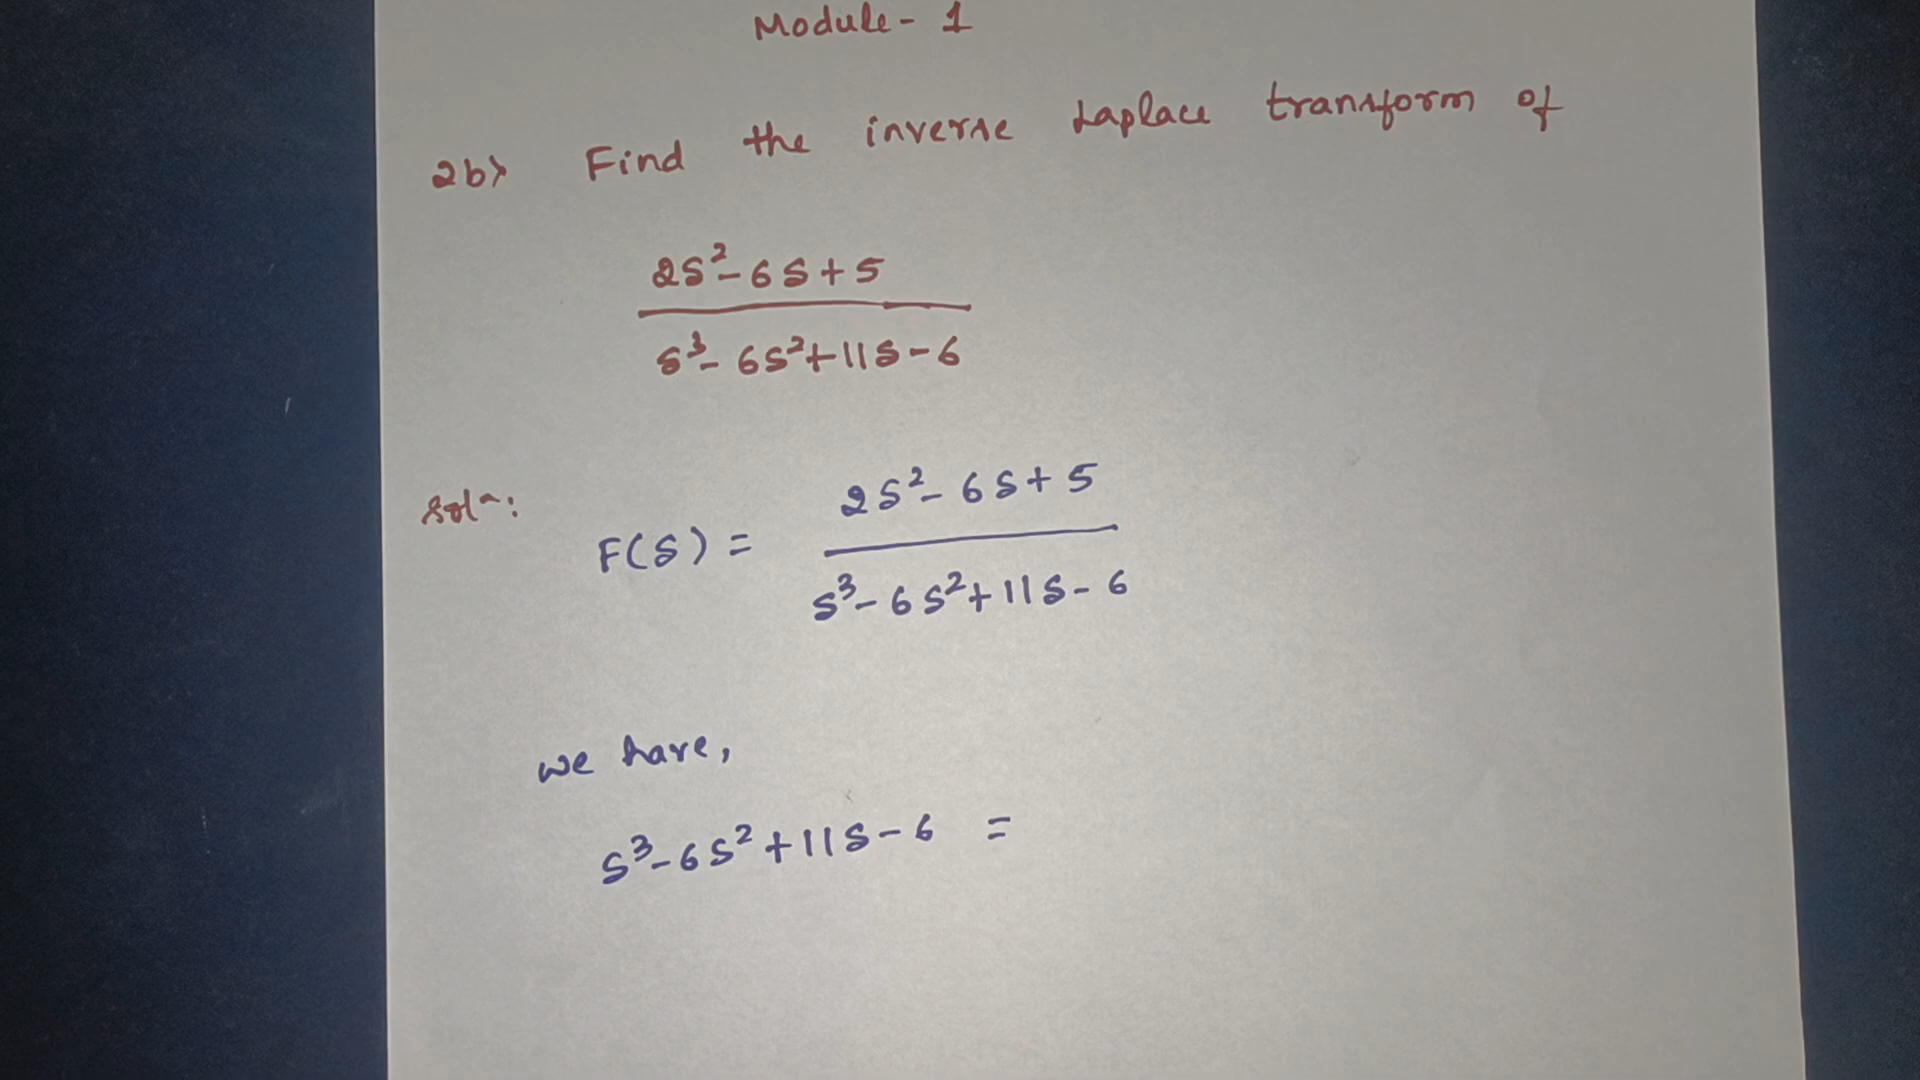 Module - 1
2b> Find the inverse Laplace transform of
2s²- 6s+5
s³- 6s²+11s-6
Solⁿ:
F(s) = 2s²- 6s+5
s³- 6s²+11s- 6
we have,
s³-6s²+11s-6 =